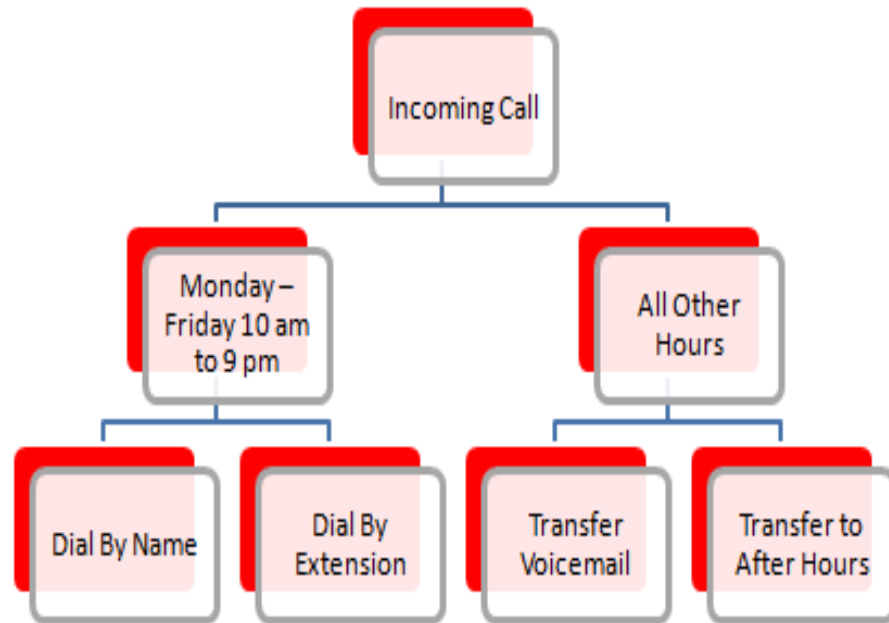 Incoming Call
Monday –
Friday 10 am
to 9 pm
All Other
Hours
Dial By Name
Dial By
Extension
Transfer
Voicemail
Transfer to
After Hours